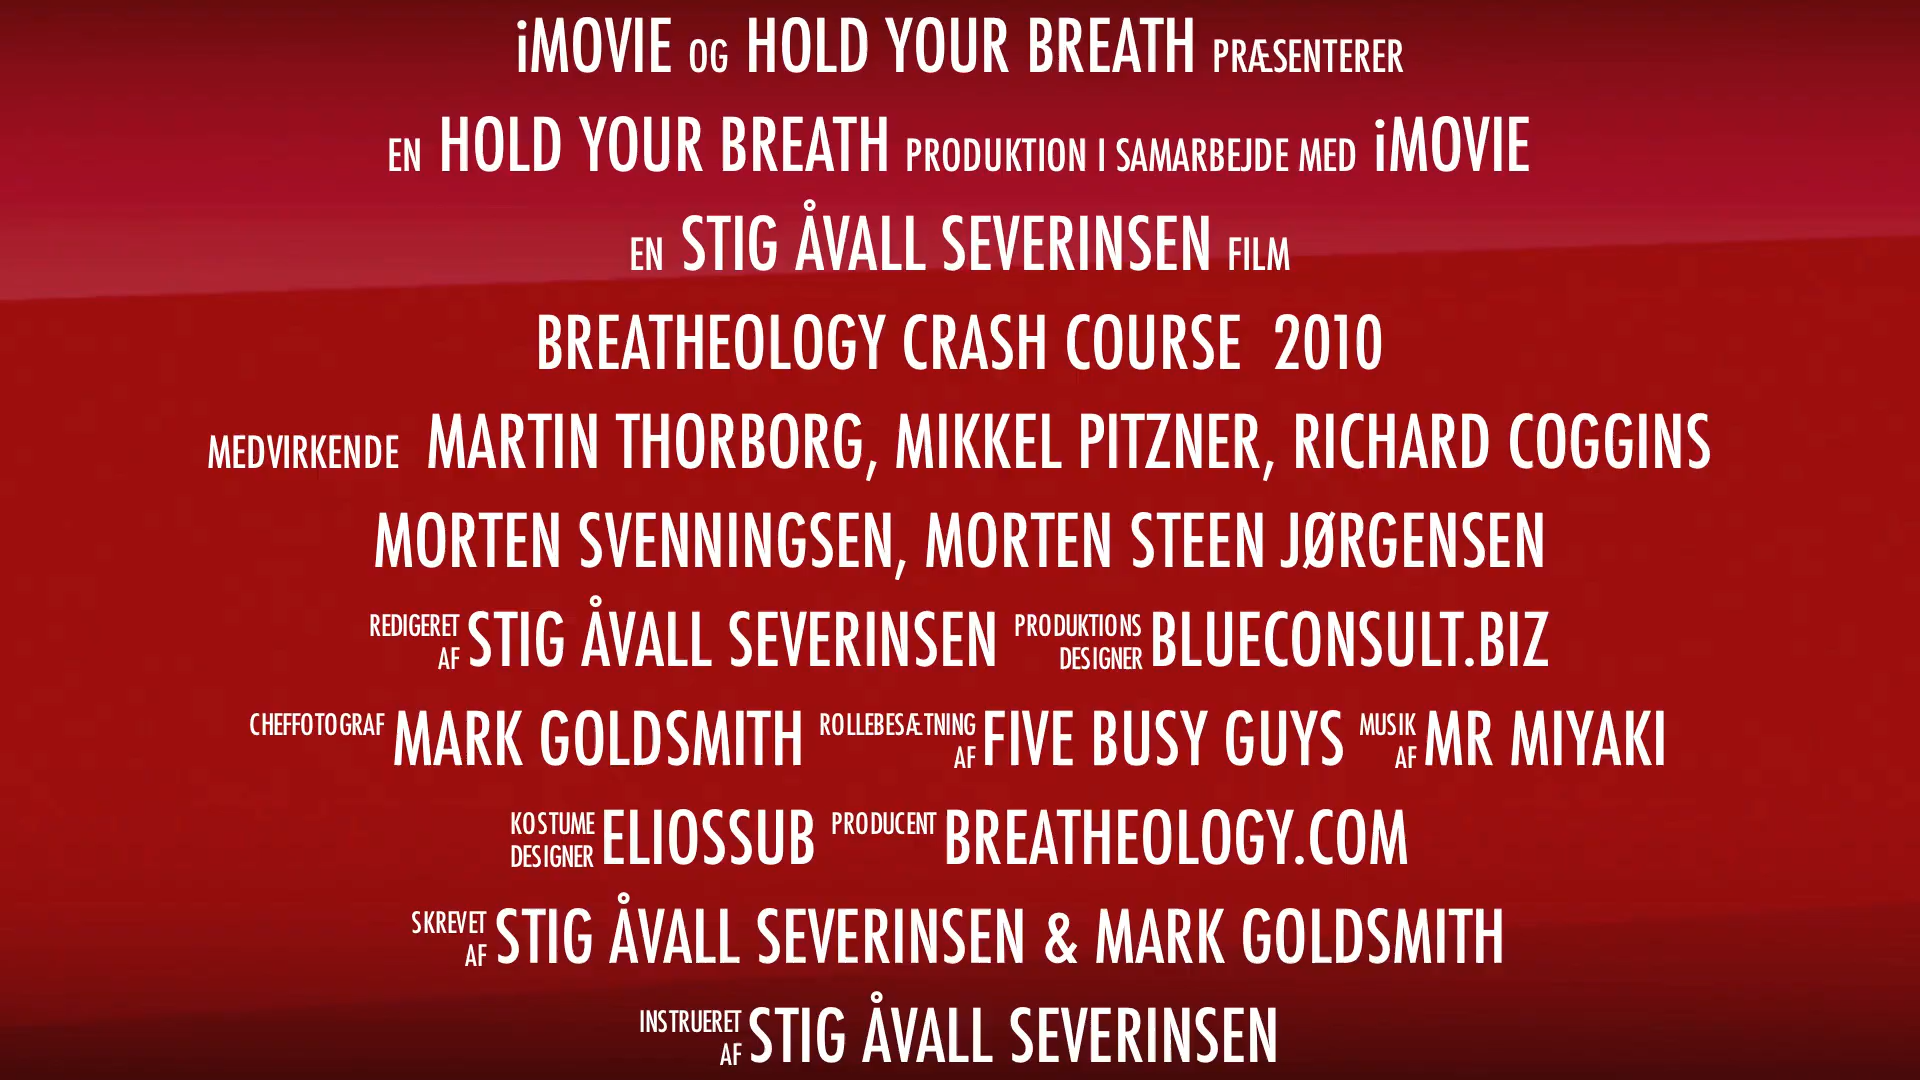 iMOVIE OG HOLD YOUR BREATH PRÆSENTERER
EN HOLD YOUR BREATH PRODUKTION I SAMARBEJDE MED iMOVIE
EN STIG ÅVALL SEVERINSEN FILM
BREATHEOLOGY CRASH COURSE 2010
MEDVIRKENDE MARTIN THORBORG, MIKKEL PITZNER, RICHARD COGGINS
MORTEN SVENNINGSEN, MORTEN STEEN JØRGENSEN
REDIGERET AF STIG ÅVALL SEVERINSEN PRODUKTIONS DESIGNER BLUECONSULT.BIZ
CHEFFOTOGRAF MARK GOLDSMITH ROLLEBESÆTNING AF FIVE BUSY GUYS MUSIK AF MR MIYAKI
KOSTUME DESIGNER ELIOSSUB PRODUCENT BREATHEOLOGY.COM
SKREVET AF STIG ÅVALL SEVERINSEN & MARK GOLDSMITH
INSTRUERET AF STIG ÅVALL SEVERINSEN